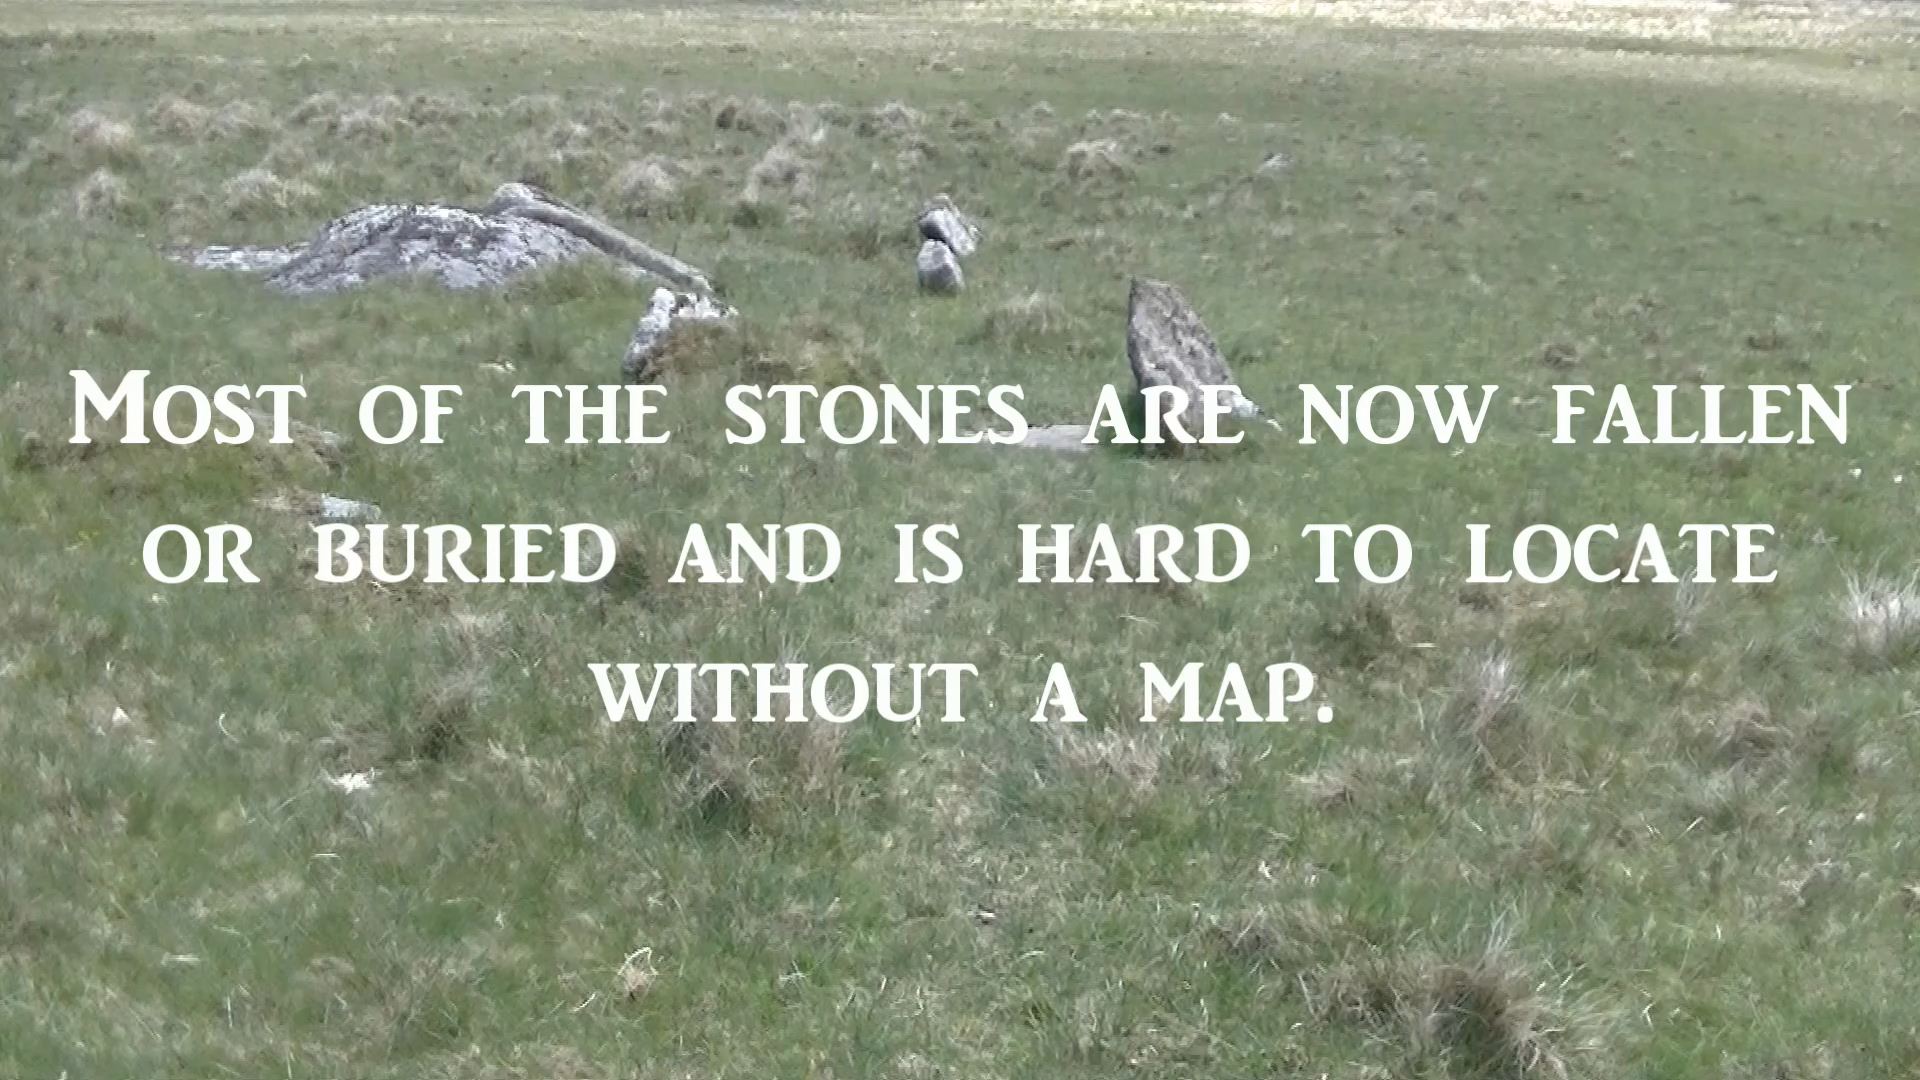 Most of the stones are now fallen
or buried and is hard to locate
without a map.